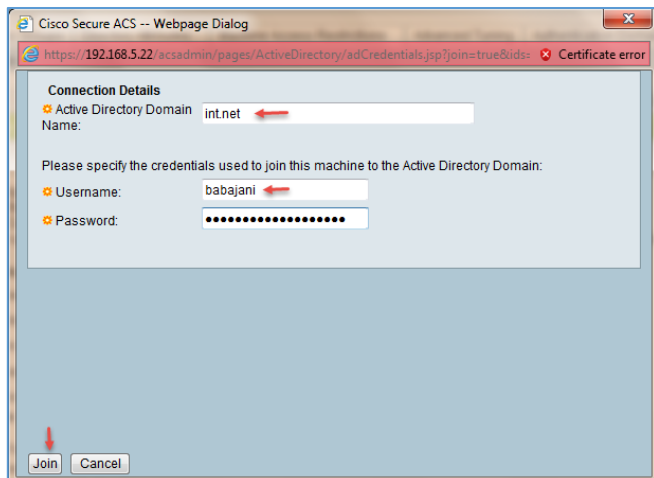 Cisco Secure ACS -- Webpage Dialog
https://192.168.5.22/acsadmin/pages/ActiveDirectory/adCredentials.jsp?join=true&ids= Certificate error
Connection Details
Active Directory Domain Name: int.net
Please specify the credentials used to join this machine to the Active Directory Domain:
Username: babajani
Password: •••••••••••••••••••
Join Cancel